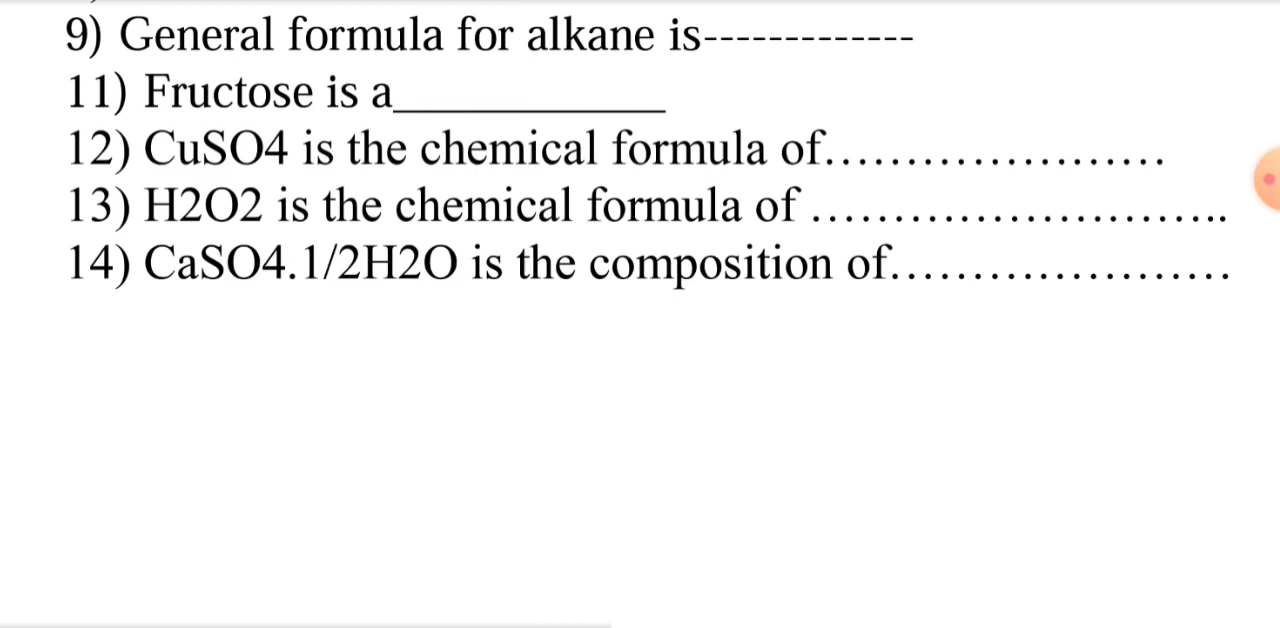 9) General formula for alkane is-------------
11) Fructose is a____________
12) CuSO4 is the chemical formula of.....................
13) H2O2 is the chemical formula of ..........................
14) CaSO4.1/2H2O is the composition of.....................